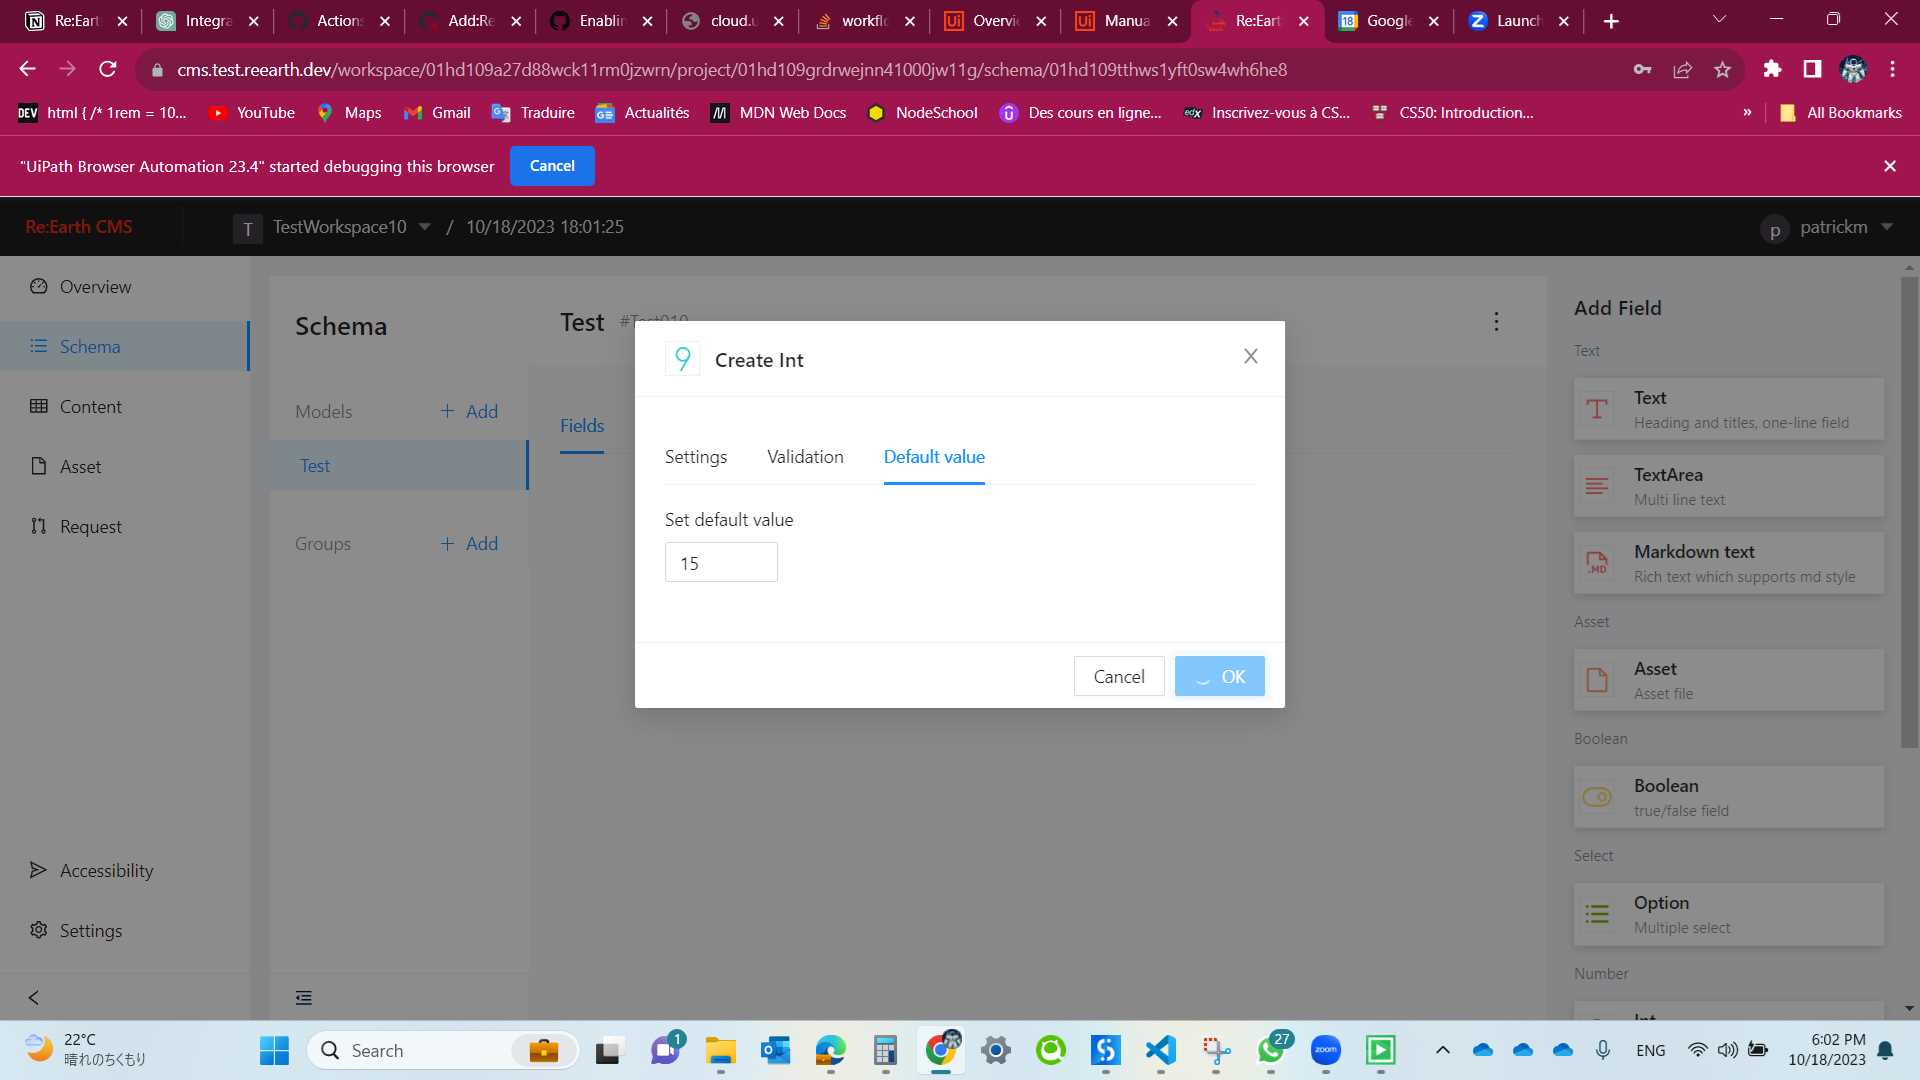 Re:Eart
Integra
Actions
Add:Re
Enablin
cloud.u
workflo
Overvi
Manua
Re:Eart
Google
Launch
cms.test.reearth.dev/workspace/01hd109a27d88wck11rm0jzwrn/project/01hd109grdrwejnn41000jw11g/schema/01hd109tthws1yft0sw4wh6he8
DEV html { /* 1rem = 10...
YouTube
Maps
Gmail
Traduire
Actualités
MDN Web Docs
NodeSchool
Des cours en ligne...
edX Inscrivez-vous à CS...
CS50: Introduction...
»
All Bookmarks
"UiPath Browser Automation 23.4" started debugging this browser
Cancel
Re:Earth CMS
T TestWorkspace10 / 10/18/2023 18:01:25
p patrickm
Overview
Schema
Content
Asset
Request
Accessibility
Settings
Schema
Models + Add
Test
Groups + Add
Test #Test010
Fields
Create Int
Settings Validation Default value
Set default value
15
Cancel OK
Add Field
Text
Text
Heading and titles, one-line field
TextArea
Multi line text
Markdown text
Rich text which supports md style
Asset
Asset
Asset file
Boolean
Boolean
true/false field
Select
Option
Multiple select
Number
Int
22°C
晴れのちくもり
Search
1
zoom
27
ENG
6:02 PM
10/18/2023